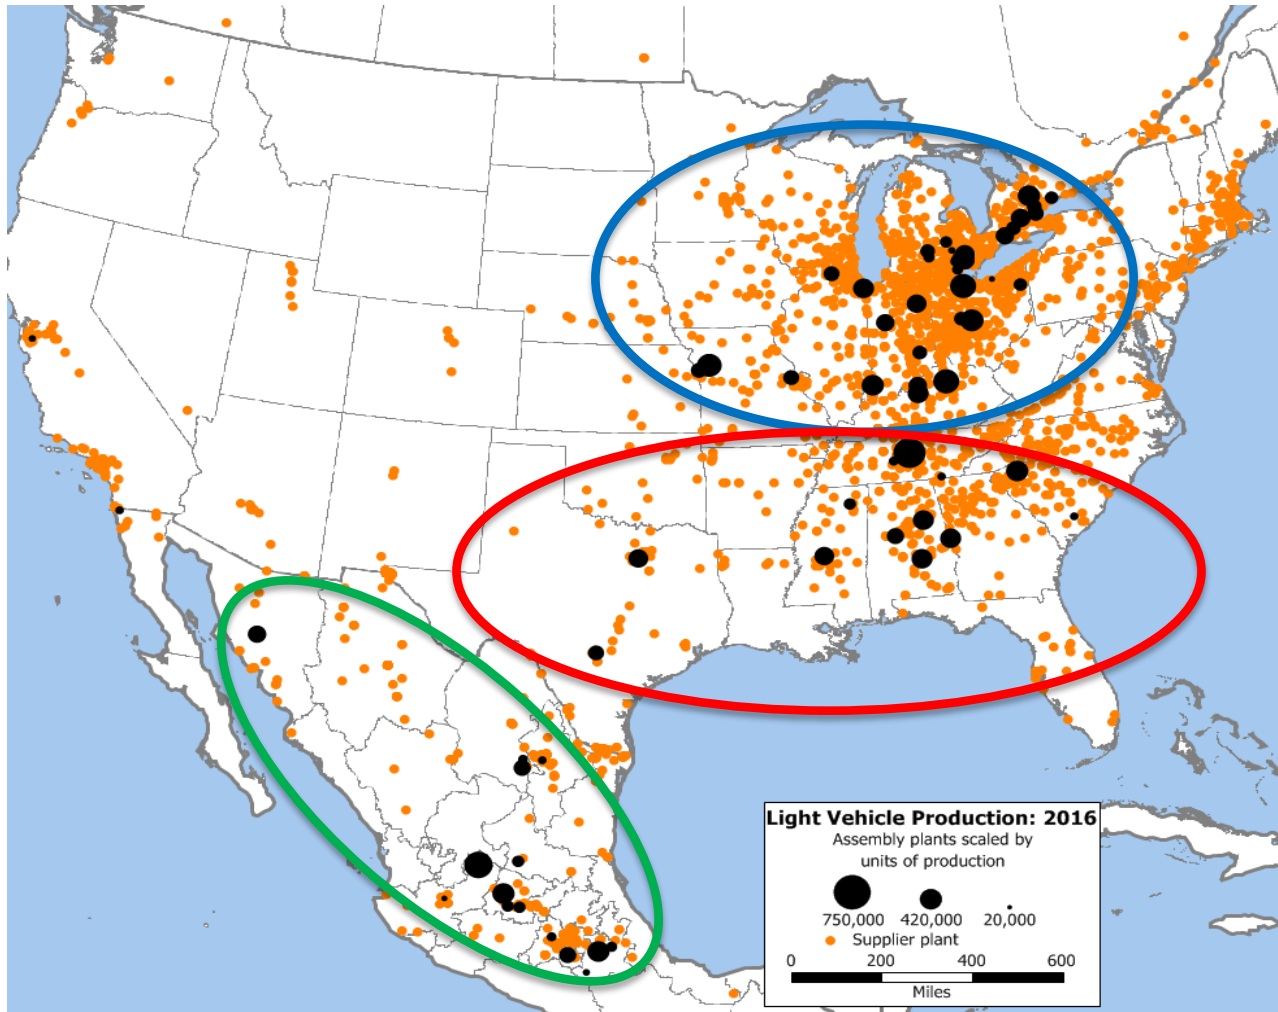 Light Vehicle Production: 2016
Assembly plants scaled by
units of production
750,000 420,000 20,000
Supplier plant
0 200 400 600
Miles